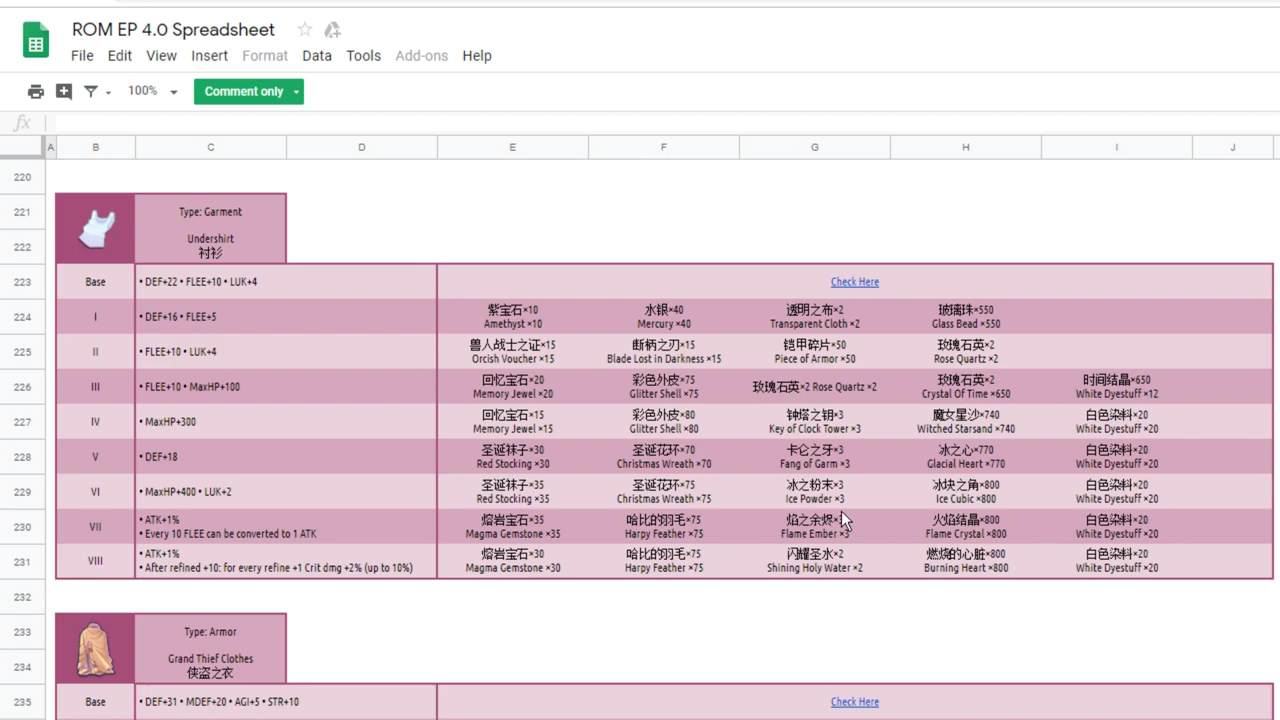 ROM EP 4.0 Spreadsheet
File Edit View Insert Format Data Tools Add-ons Help
100% Comment only
fx
A B C D E F G H I J
220
221 Type: Garment
222 Undershirt
衬衫
223 Base • DEF+22 • FLEE+10 • LUK+4 Check Here
224 I • DEF+16 • FLEE+5 紫宝石×10 水银×40 透明之布×2 玻璃珠×550
Amethyst ×10 Mercury ×40 Transparent Cloth ×2 Glass Bead ×550
225 II • FLEE+10 • LUK+4 兽人战士之证×15 断柄之刃×15 铠甲碎片×50 玫瑰石英×2
Orcish Voucher ×15 Blade Lost in Darkness ×15 Piece of Armor ×50 Rose Quartz ×2
226 III • FLEE+10 • MaxHP+100 回忆宝石×20 彩色外皮×75 玫瑰石英×2 Rose Quartz ×2 玫瑰石英×2 时间结晶×650
Memory Jewel ×20 Glitter Shell ×75 Crystal Of Time ×650 White Dyestuff ×12
227 IV • MaxHP+300 回忆宝石×15 彩色外皮×80 钟塔之钥×3 魔女星沙×740 白色染料×20
Memory Jewel ×15 Glitter Shell ×80 Key of Clock Tower ×3 Witched Starsand ×740 White Dyestuff ×20
228 V • DEF+18 圣诞袜子×30 圣诞花环×70 卡仑之牙×3 冰之心×770 白色染料×20
Red Stocking ×30 Christmas Wreath ×70 Fang of Garm ×3 Glacial Heart ×770 White Dyestuff ×20
229 VI • MaxHP+400 • LUK+2 圣诞袜子×35 圣诞花环×75 冰之粉末×3 冰块之角×800 白色染料×20
Red Stocking ×35 Christmas Wreath ×75 Ice Powder ×3 Ice Cubic ×800 White Dyestuff ×20
230 VII • ATK+1% 熔岩宝石×35 哈比的羽毛×75 焰之余烬× 火焰结晶×800 白色染料×20
• Every 10 FLEE can be converted to 1 ATK Magma Gemstone ×35 Harpy Feather ×75 Flame Ember ×3 Flame Crystal ×800 White Dyestuff ×20
231 VIII • ATK+1% 熔岩宝石×30 哈比的羽毛×75 闪耀圣水×2 燃烧的心脏×800 白色染料×20
• After refined +10: for every refine +1 Crit dmg +2% (up to 10%) Magma Gemstone ×30 Harpy Feather ×75 Shining Holy Water ×2 Burning Heart ×800 White Dyestuff ×20
232
233 Type: Armor
234 Grand Thief Clothes
侠盗之衣
235 Base • DEF+31 • MDEF+20 • AGI+5 • STR+10 Check Here